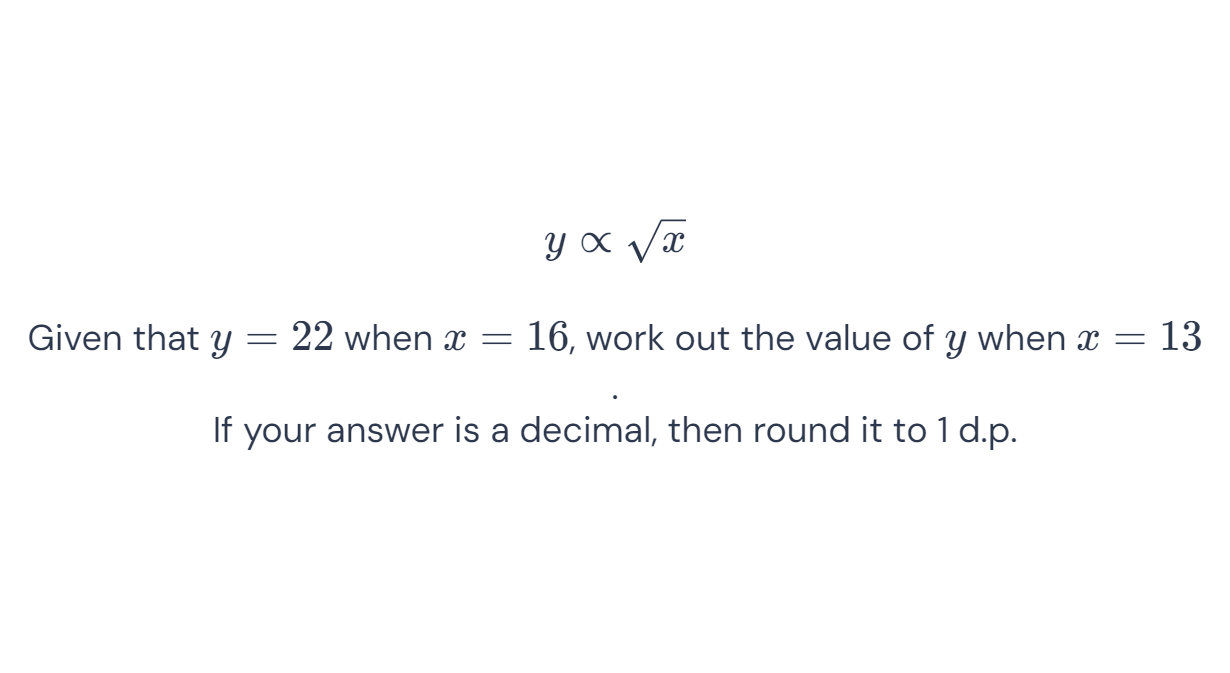 y ∝ √x
Given that y = 22 when x = 16, work out the value of y when x = 13
.
If your answer is a decimal, then round it to 1 d.p.